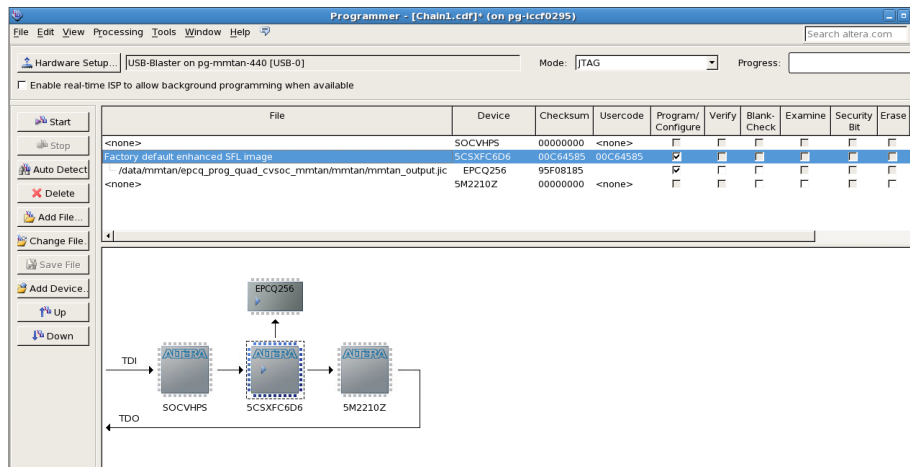 Programmer - [Chain1.cdf]* (on pg-iccf0295)
File Edit View Processing Tools Window Help
Search altera.com
Hardware Setup... USB-Blaster on pg-mmtan-440 [USB-0] Mode: JTAG Progress:
Enable real-time ISP to allow background programming when available
Start
Stop
Auto Detect
Delete
Add File...
Change File.
Save File
Add Device.
Up
Down
File Device Checksum Usercode Program/ Configure Verify Blank- Check Examine Security Bit Erase
<none> SOCVHPS 00000000 <none>
Factory default enhanced SFL image 5CSXFC6D6 00C64585 00C64585
/data/mmtan/epcq_prog_quad_cvsoc_mmtan/mmtan/mmtan_output.jic EPCQ256 95F08185
<none> 5M2210Z 00000000 <none>
EPCQ256
TDI
ALTERA ALTERA ALTERA
SOCVHPS 5CSXFC6D6 5M2210Z
TDO